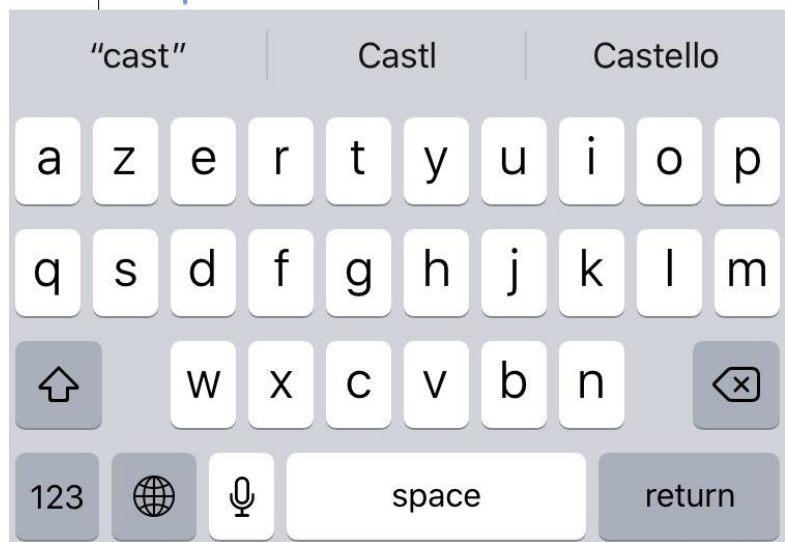 “cast” Castl Castello
a z e r t y u i o p
q s d f g h j k l m
w x c v b n
123 space return